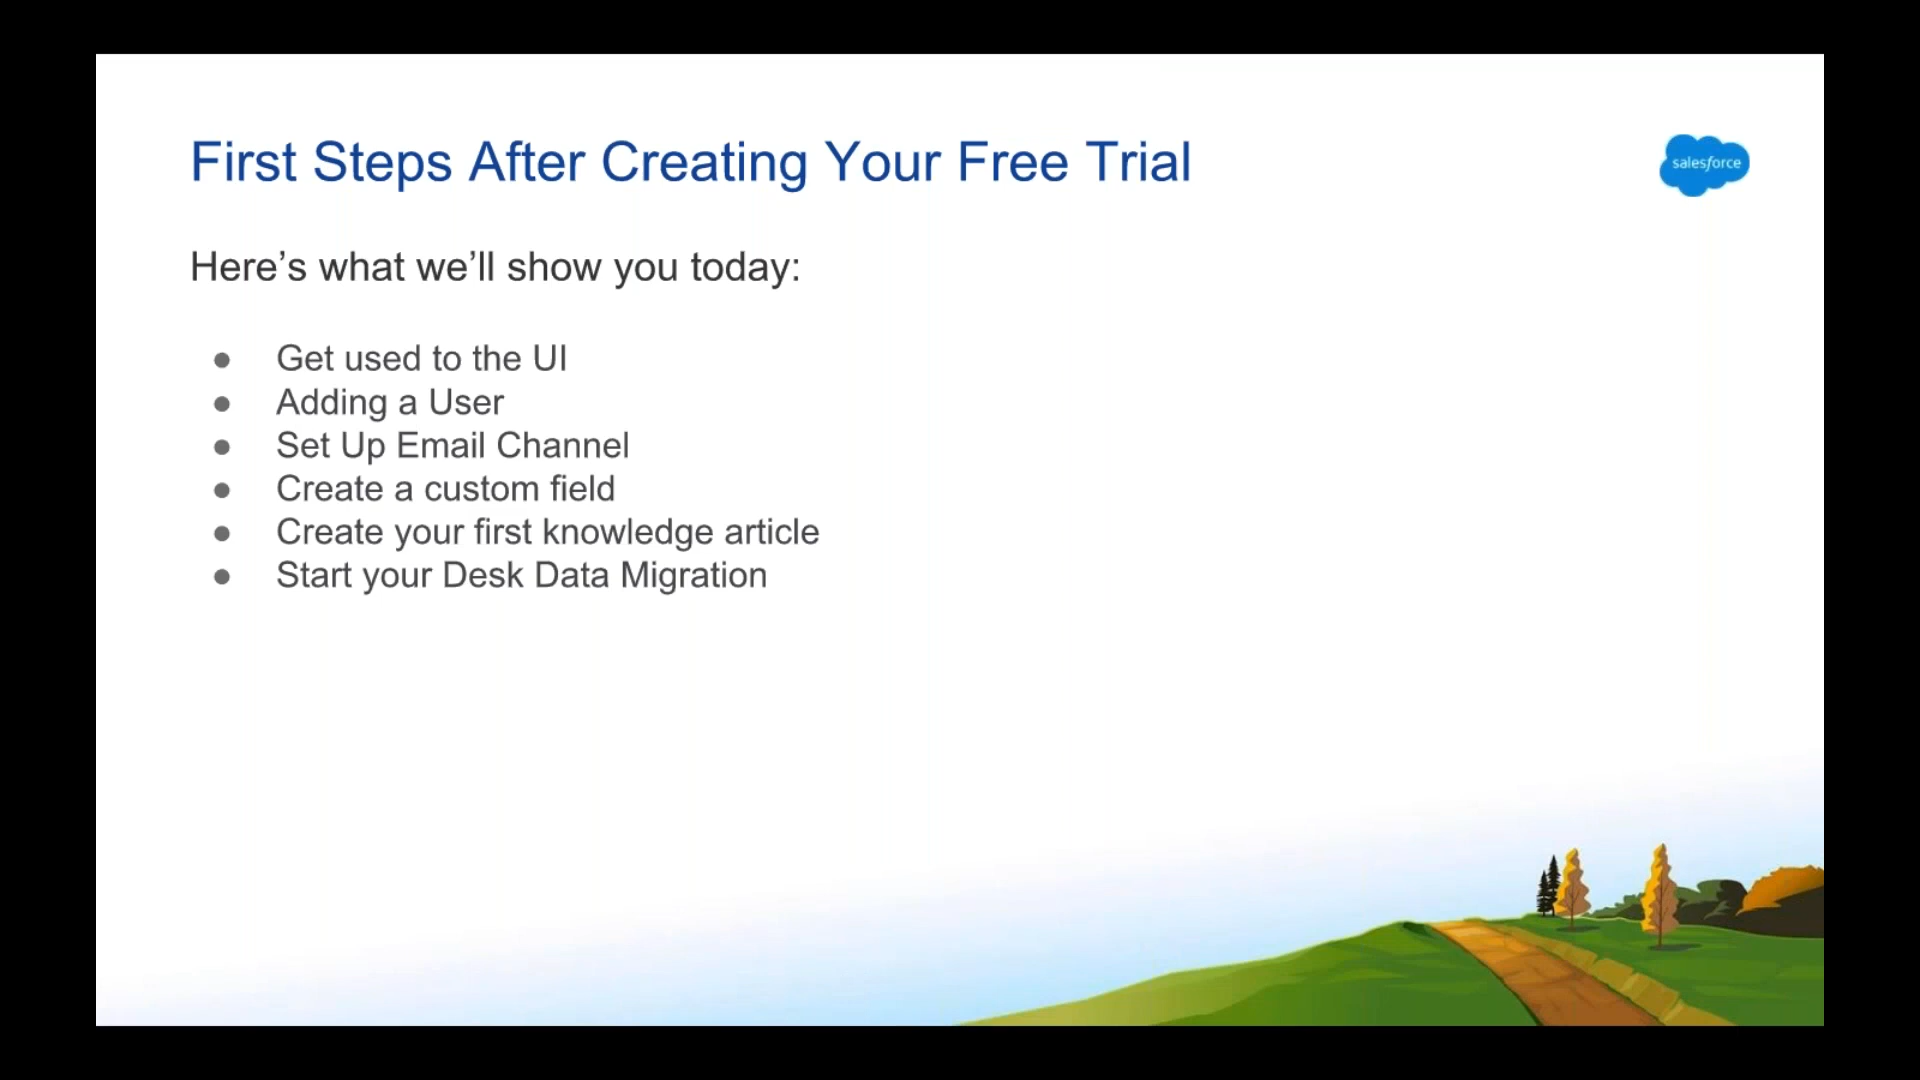 First Steps After Creating Your Free Trial
salesforce
Here’s what we’ll show you today:
● Get used to the UI
● Adding a User
● Set Up Email Channel
● Create a custom field
● Create your first knowledge article
● Start your Desk Data Migration